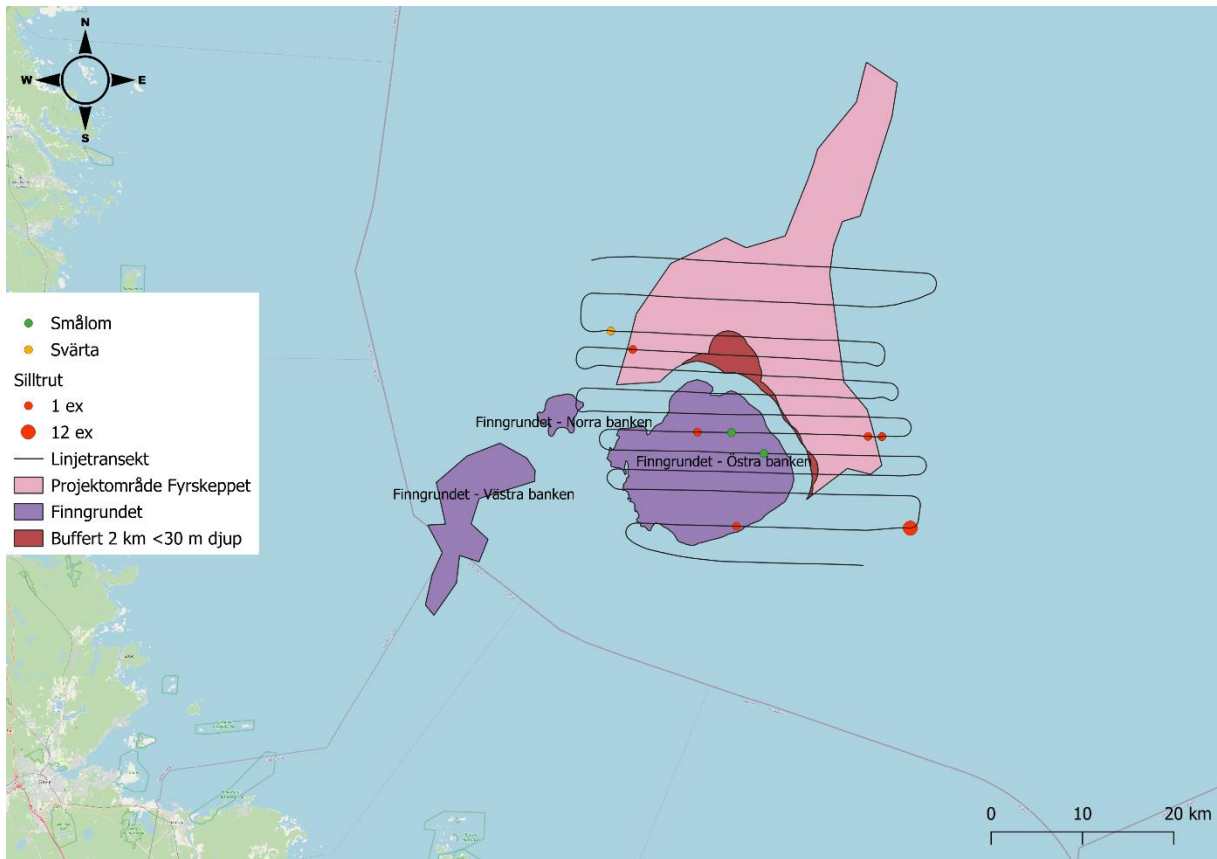 N
W
E
S
Smålom
Svärta
Silltrut
1 ex
12 ex
Linjetransekt
Projektområde Fyrskeppet
Finngrundet
Buffert 2 km <30 m djup
Finngrundet - Norra banken
Finngrundet - Östra banken
Finngrundet - Västra banken
0 10 20 km